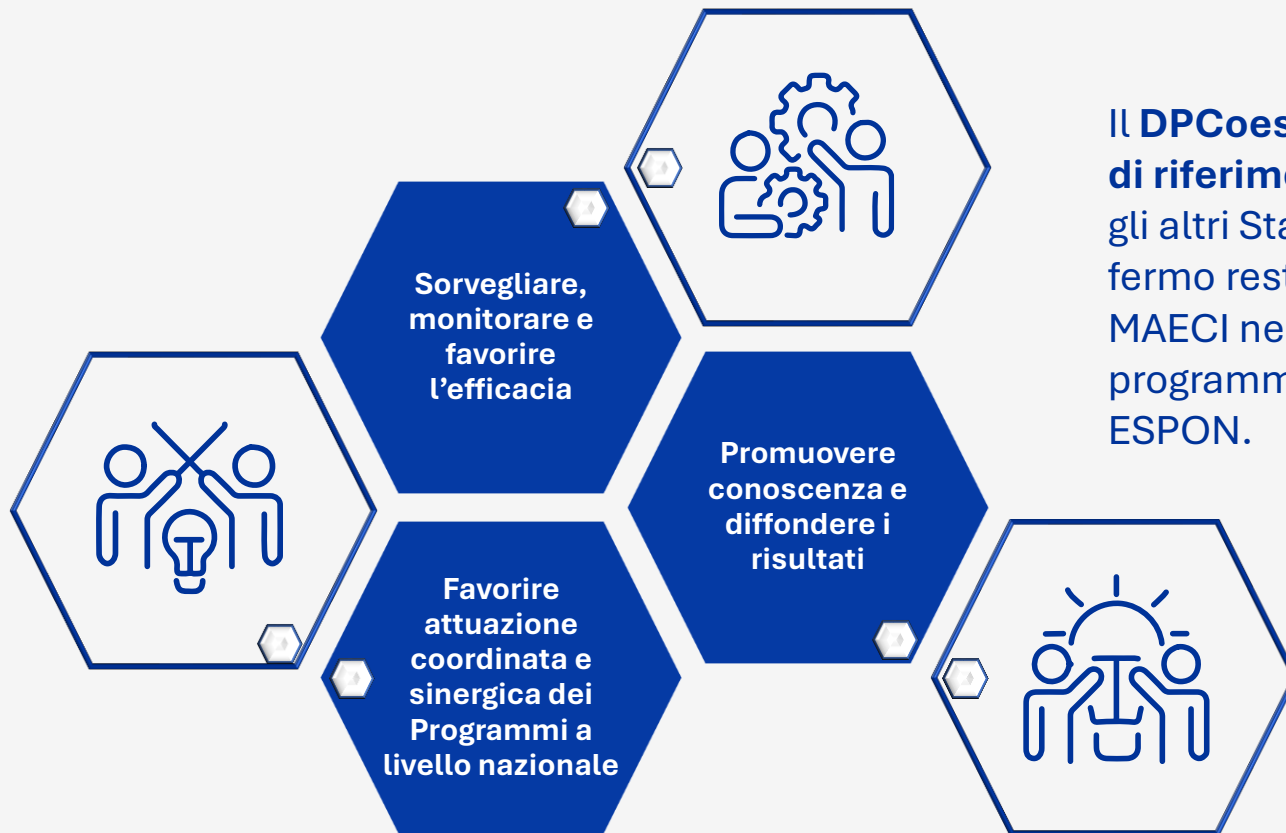 Sorvegliare,
monitorare e
favorire
l’efficacia
Promuovere
conoscenza e
diffondere i
risultati
Favorire
attuazione
coordinata e
sinergica dei
Programmi a
livello nazionale
Il DPCoes
di riferime
gli altri Sta
fermo rest
MAECI ne
programm
ESPON.